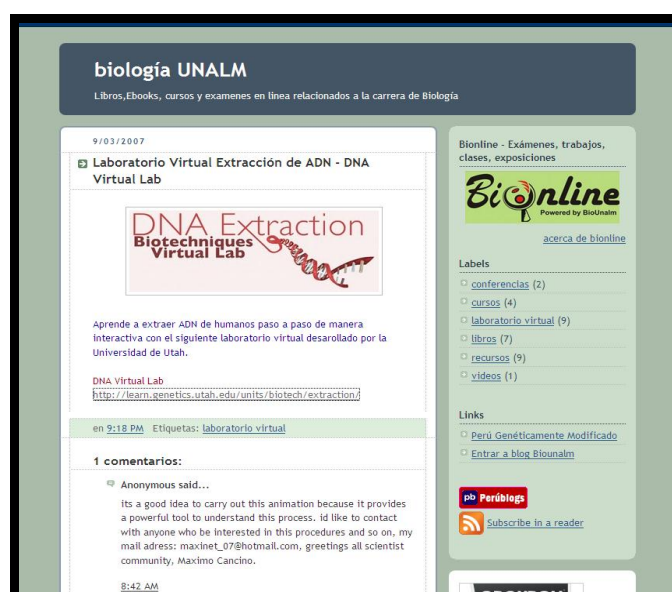 biología UNALM
Libros,Ebooks, cursos y examenes en linea relacionados a la carrera de Biología
9/03/2007
Laboratorio Virtual Extracción de ADN - DNA
Virtual Lab
DNA Extraction
Biotechniques
Virtual Lab
Aprende a extraer ADN de humanos paso a paso de manera
interactiva con el siguiente laboratorio virtual desarollado por la
Universidad de Utah.
DNA Virtual Lab
http://learn.genetics.utah.edu/units/biotech/extraction/
en 9:18 PM Etiquetas: laboratorio virtual
1 comentarios:
Anonymous said...
its a good idea to carry out this animation because it provides
a powerful tool to understand this process. id like to contact
with anyone who be interested in this procedures and so on, my
mail adress: maxinet_07@hotmail.com, greetings all scientist
community, Maximo Cancino.
8:42 AM
Bionline - Exámenes, trabajos,
clases, exposiciones
Bionline
Powered by BioUnalm
acerca de bionline
Labels
conferencias (2)
cursos (4)
laboratorio virtual (9)
libros (7)
recursos (9)
videos (1)
Links
Perú Genéticamente Modificado
Entrar a blog Biounalm
pb Perúblogs
Subscribe in a reader